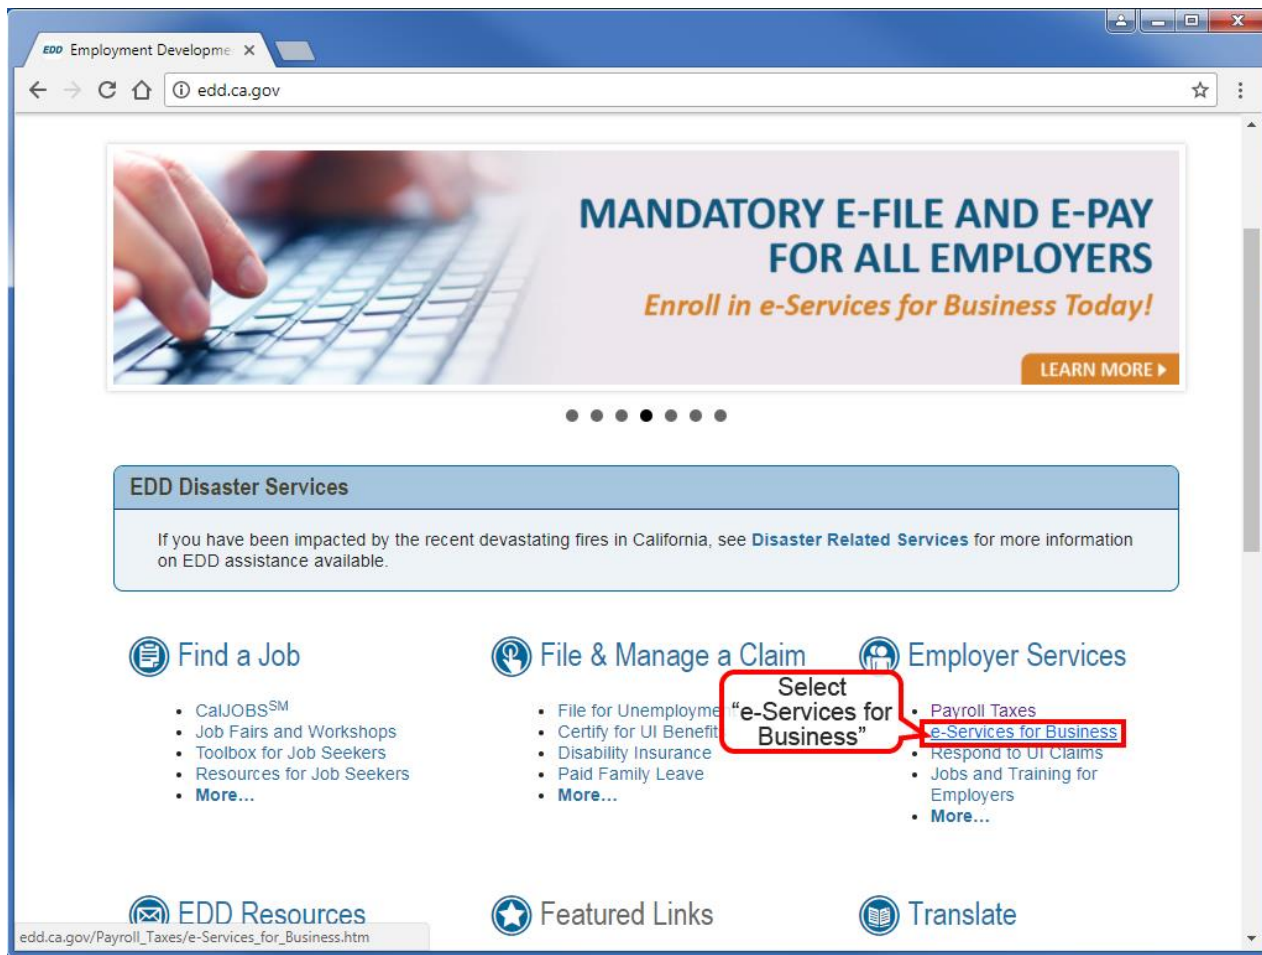 EDD Employment Developme
edd.ca.gov
MANDATORY E-FILE AND E-PAY
FOR ALL EMPLOYERS
Enroll in e-Services for Business Today!
LEARN MORE
EDD Disaster Services
If you have been impacted by the recent devastating fires in California, see Disaster Related Services for more information
on EDD assistance available.
Find a Job
CalJOBSSM
Job Fairs and Workshops
Toolbox for Job Seekers
Resources for Job Seekers
More...
File & Manage a Claim
File for Unemployment
Certify for UI Benefit
Disability Insurance
Paid Family Leave
More...
Select
“e-Services for
Business”
Employer Services
Payroll Taxes
e-Services for Business
Respond to UI Claims
Jobs and Training for
Employers
More...
EDD Resources
Featured Links
Translate
edd.ca.gov/Payroll_Taxes/e-Services_for_Business.htm